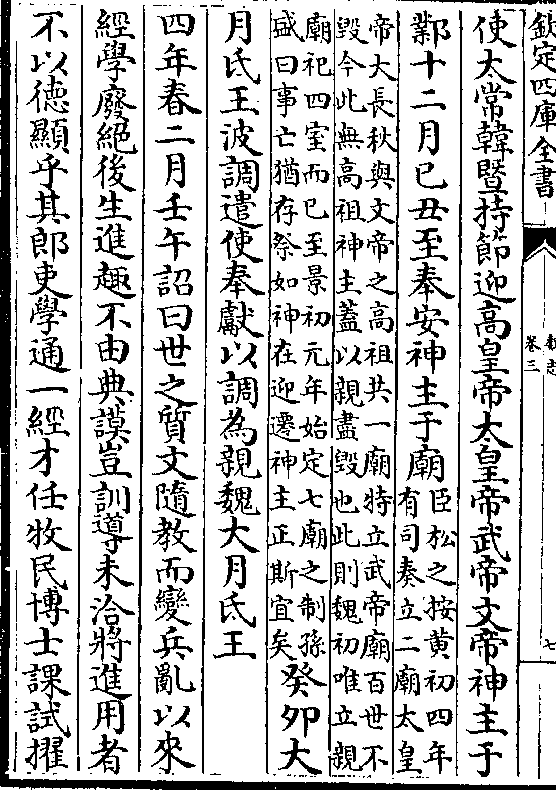 欽定四庫全書
魏志
卷三
七
使太常韓暨持節迎高皇帝太皇帝武帝文帝神主于
鄴十二月已丑至奉安神主于廟
臣松之按黄初四年
有司奏立二廟太皇
帝大長秋與文帝之高祖共一廟特立武帝廟百世不
毁今此無高祖神主蓋以親盡毁也此則魏初唯立親
廟祀四室而已至景初元年始定七廟之制孫
盛曰事亡猶存祭如神在迎遷神主正斯宜矣
癸卯大
月氏王波調遣使奉獻以調為親魏大月氏王
四年春二月壬午詔曰世之質文隨教而變兵亂以來
經學廢絕後生進趣不由典謨豈訓導未洽將進用者
不以德顯乎其郎吏學通一經才任牧民博士課試擢